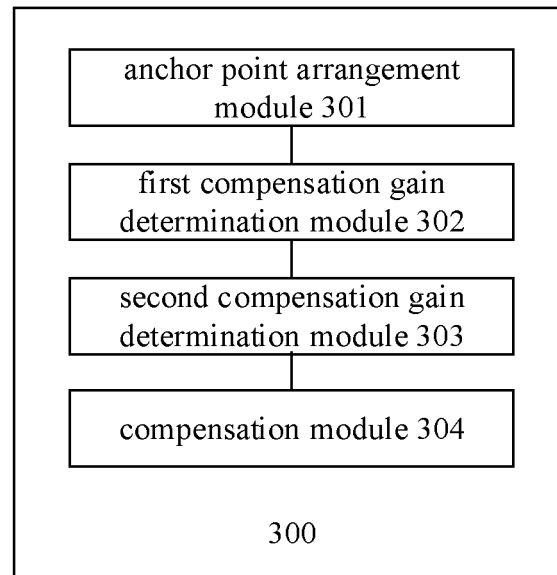 anchor point arrangement
module 301
first compensation gain
determination module 302
second compensation gain
determination module 303
compensation module 304
300